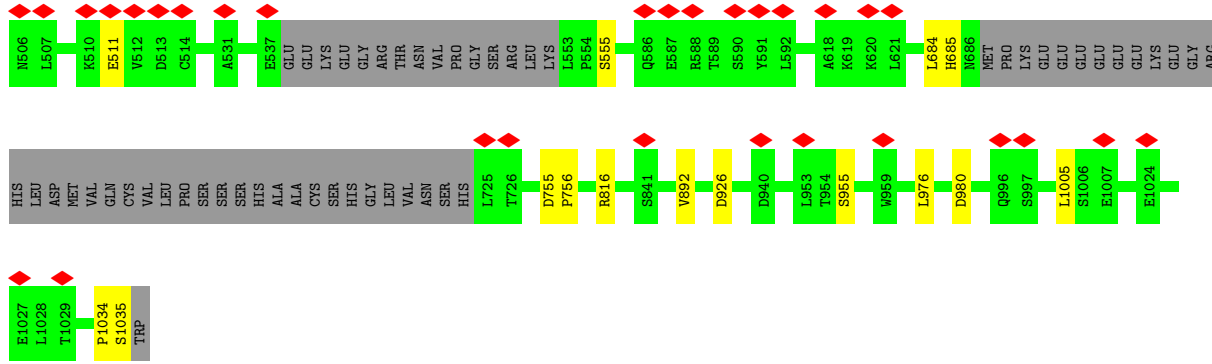 N506 L507 K510 E511 V512 D513 C514 A531 E537 GLU GLU LYS GLU GLY ARG THR ASN VAL PRO GLY SER ARG LEU LYS L553 P554 S555 Q586 E587 R588 T589 S590 Y591 L592 A618 K619 K620 L621 L684 H685 N686 MET PRO LYS GLU GLU GLU GLU GLU GLU LYS GLU GLY ARG
HIS LEU ASP MET VAL GLN CYS VAL LEU PRO SER SER SER SER HIS ALA ALA CYS SER HIS GLY LEU VAL ASN SER HIS L725 T726 D755 P756 R816 S841 V892 D926 D940 L953 T954 S955 W959 L976 D980 Q996 S997 L1005 S1006 E1007 E1024
E1027 L1028 T1029 P1034 S1035 TRP